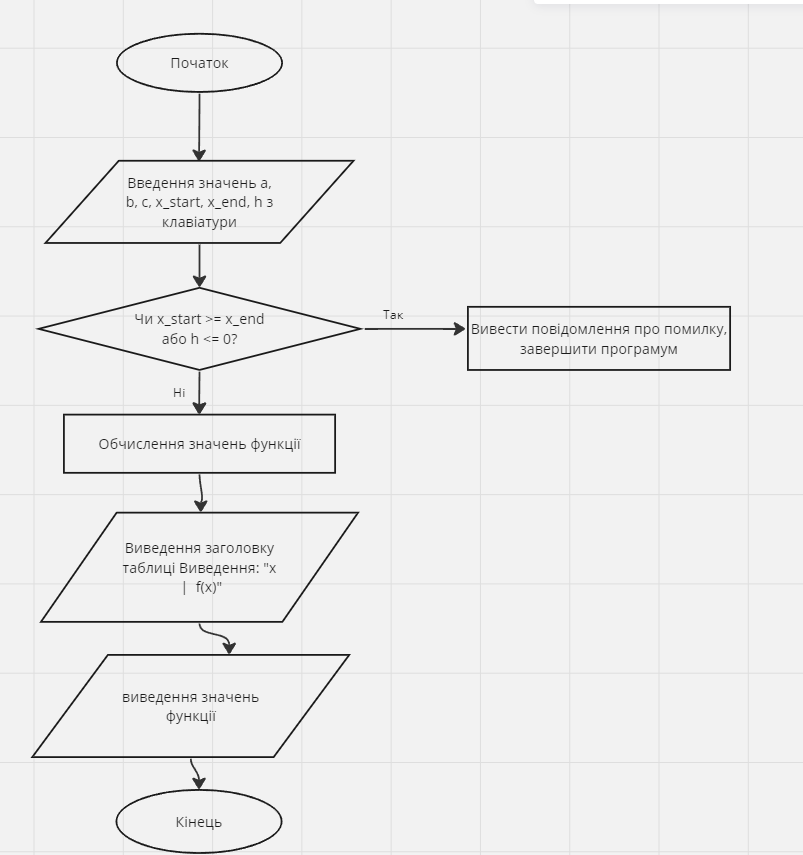 Початок
Введення значень a,
b, c, x_start, x_end, h з
клавіатури
Чи x_start >= x_end
або h <= 0?
Так
Вивести повідомлення про помилку,
завершити програмум
Ні
Обчислення значень функції
Виведення заголовку
таблиці Виведення: "x
| f(x)"
виведення значень
функції
Кінець